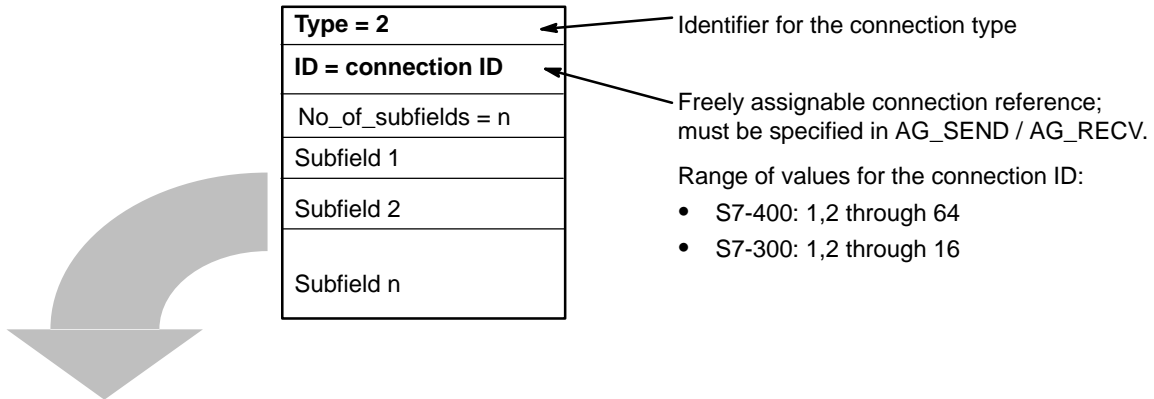 Type = 2
Identifier for the connection type
ID = connection ID
Freely assignable connection reference;
must be specified in AG_SEND / AG_RECV.
No_of_subfields = n
Subfield 1
Subfield 2
Subfield n
Range of values for the connection ID:
• S7-400: 1,2 through 64
• S7-300: 1,2 through 16